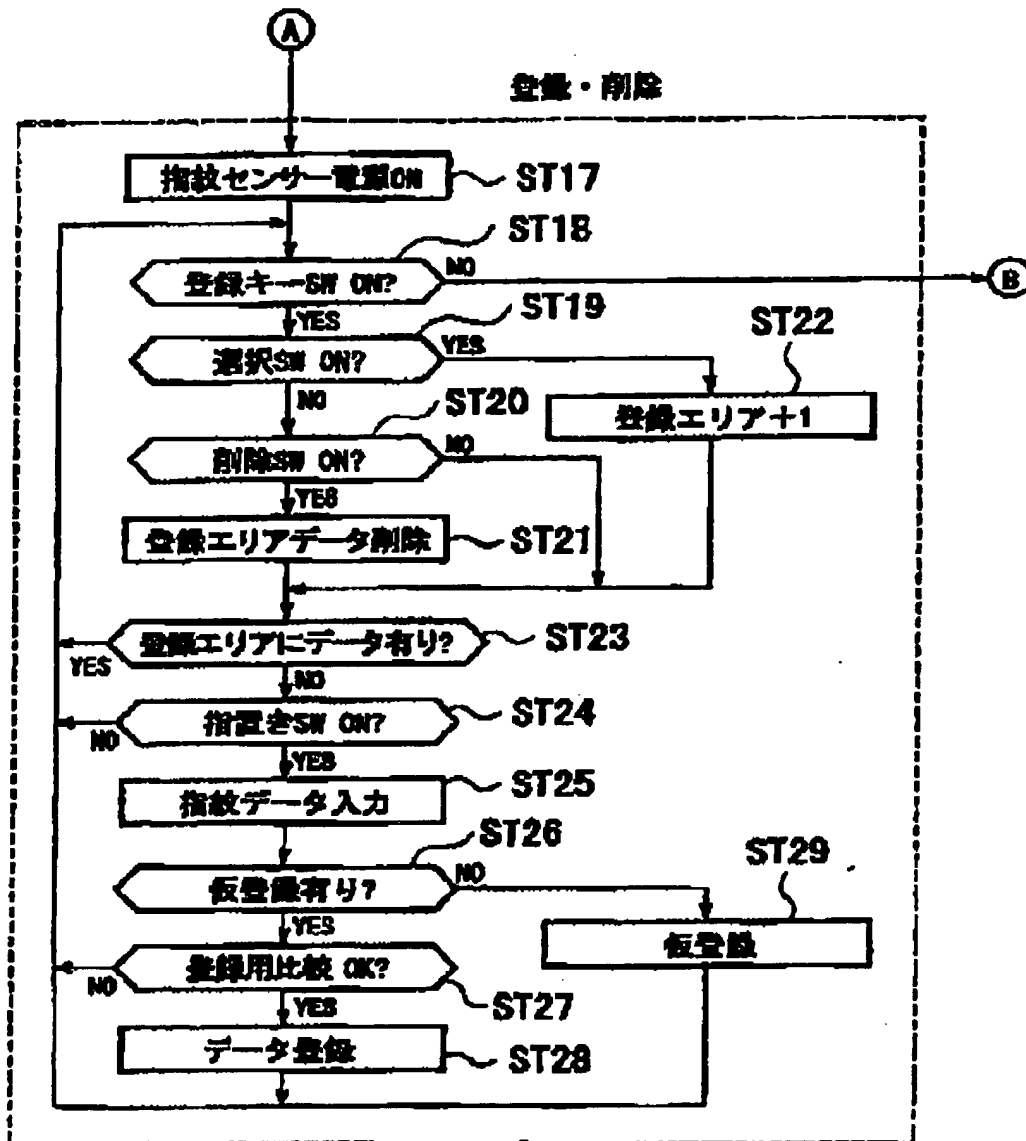 A
登録・削除
指紋センサー電源ON
ST17
ST18
登録キーSW ON?
NO
B
YES
ST19
選択SW ON?
YES
ST22
NO
ST20
登録エリア+1
削除SW ON?
NO
YES
登録エリアデータ削除
ST21
登録エリアにデータ有り?
ST23
YES
NO
指置きSW ON?
ST24
NO
YES
ST25
指紋データ入力
ST26
仮登録有り?
NO
ST29
YES
仮登録
登録用比較 OK?
NO
ST27
YES
データ登録
ST28